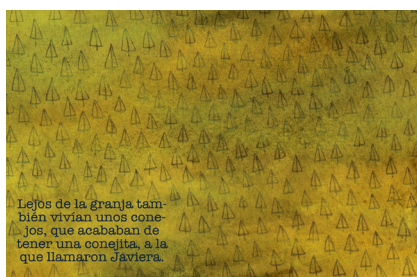 Lejos de la granja tam-
bién vivían unos cone-
jos, que acababan de
tener una conejita, a la
que llamaron Javiera.